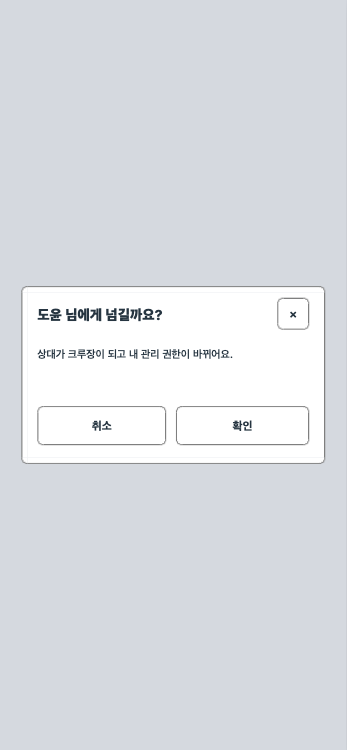 도윤 님에게 넘길까요?
×
상대가 크루장이 되고 내 관리 권한이 바뀌어요.
취소
확인